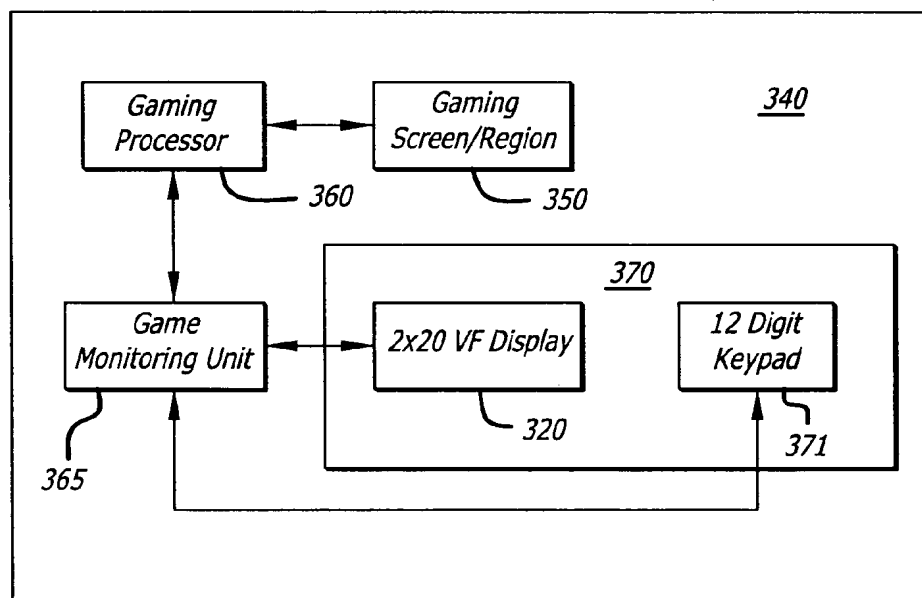 Gaming
Processor
Gaming
Screen/Region
340
360
350
370
Game
Monitoring Unit
2x20 VF Display
12 Digit
Keypad
365
320
371